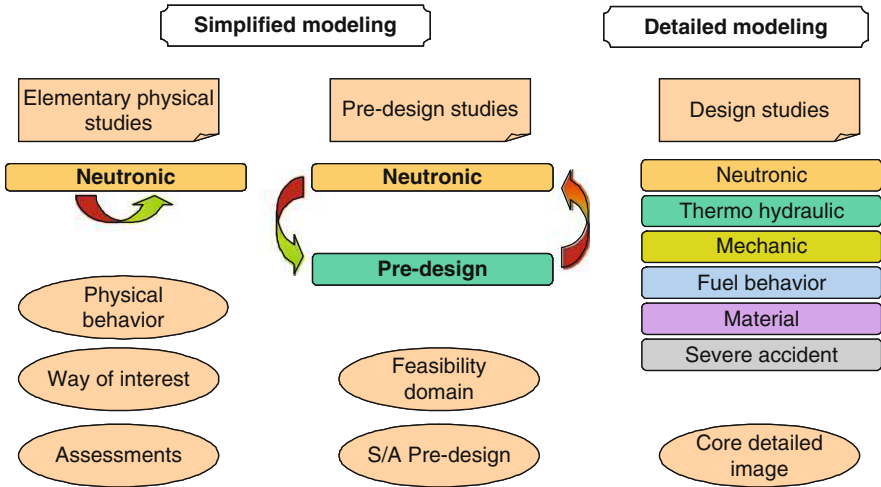 Simplified modeling
Detailed modeling
Elementary physical
studies
Pre-design studies
Design studies
Neutronic
Neutronic
Pre-design
Neutronic
Thermo hydraulic
Mechanic
Fuel behavior
Material
Severe accident
Physical
behavior
Way of interest
Assessments
Feasibility
domain
S/A Pre-design
Core detailed
image